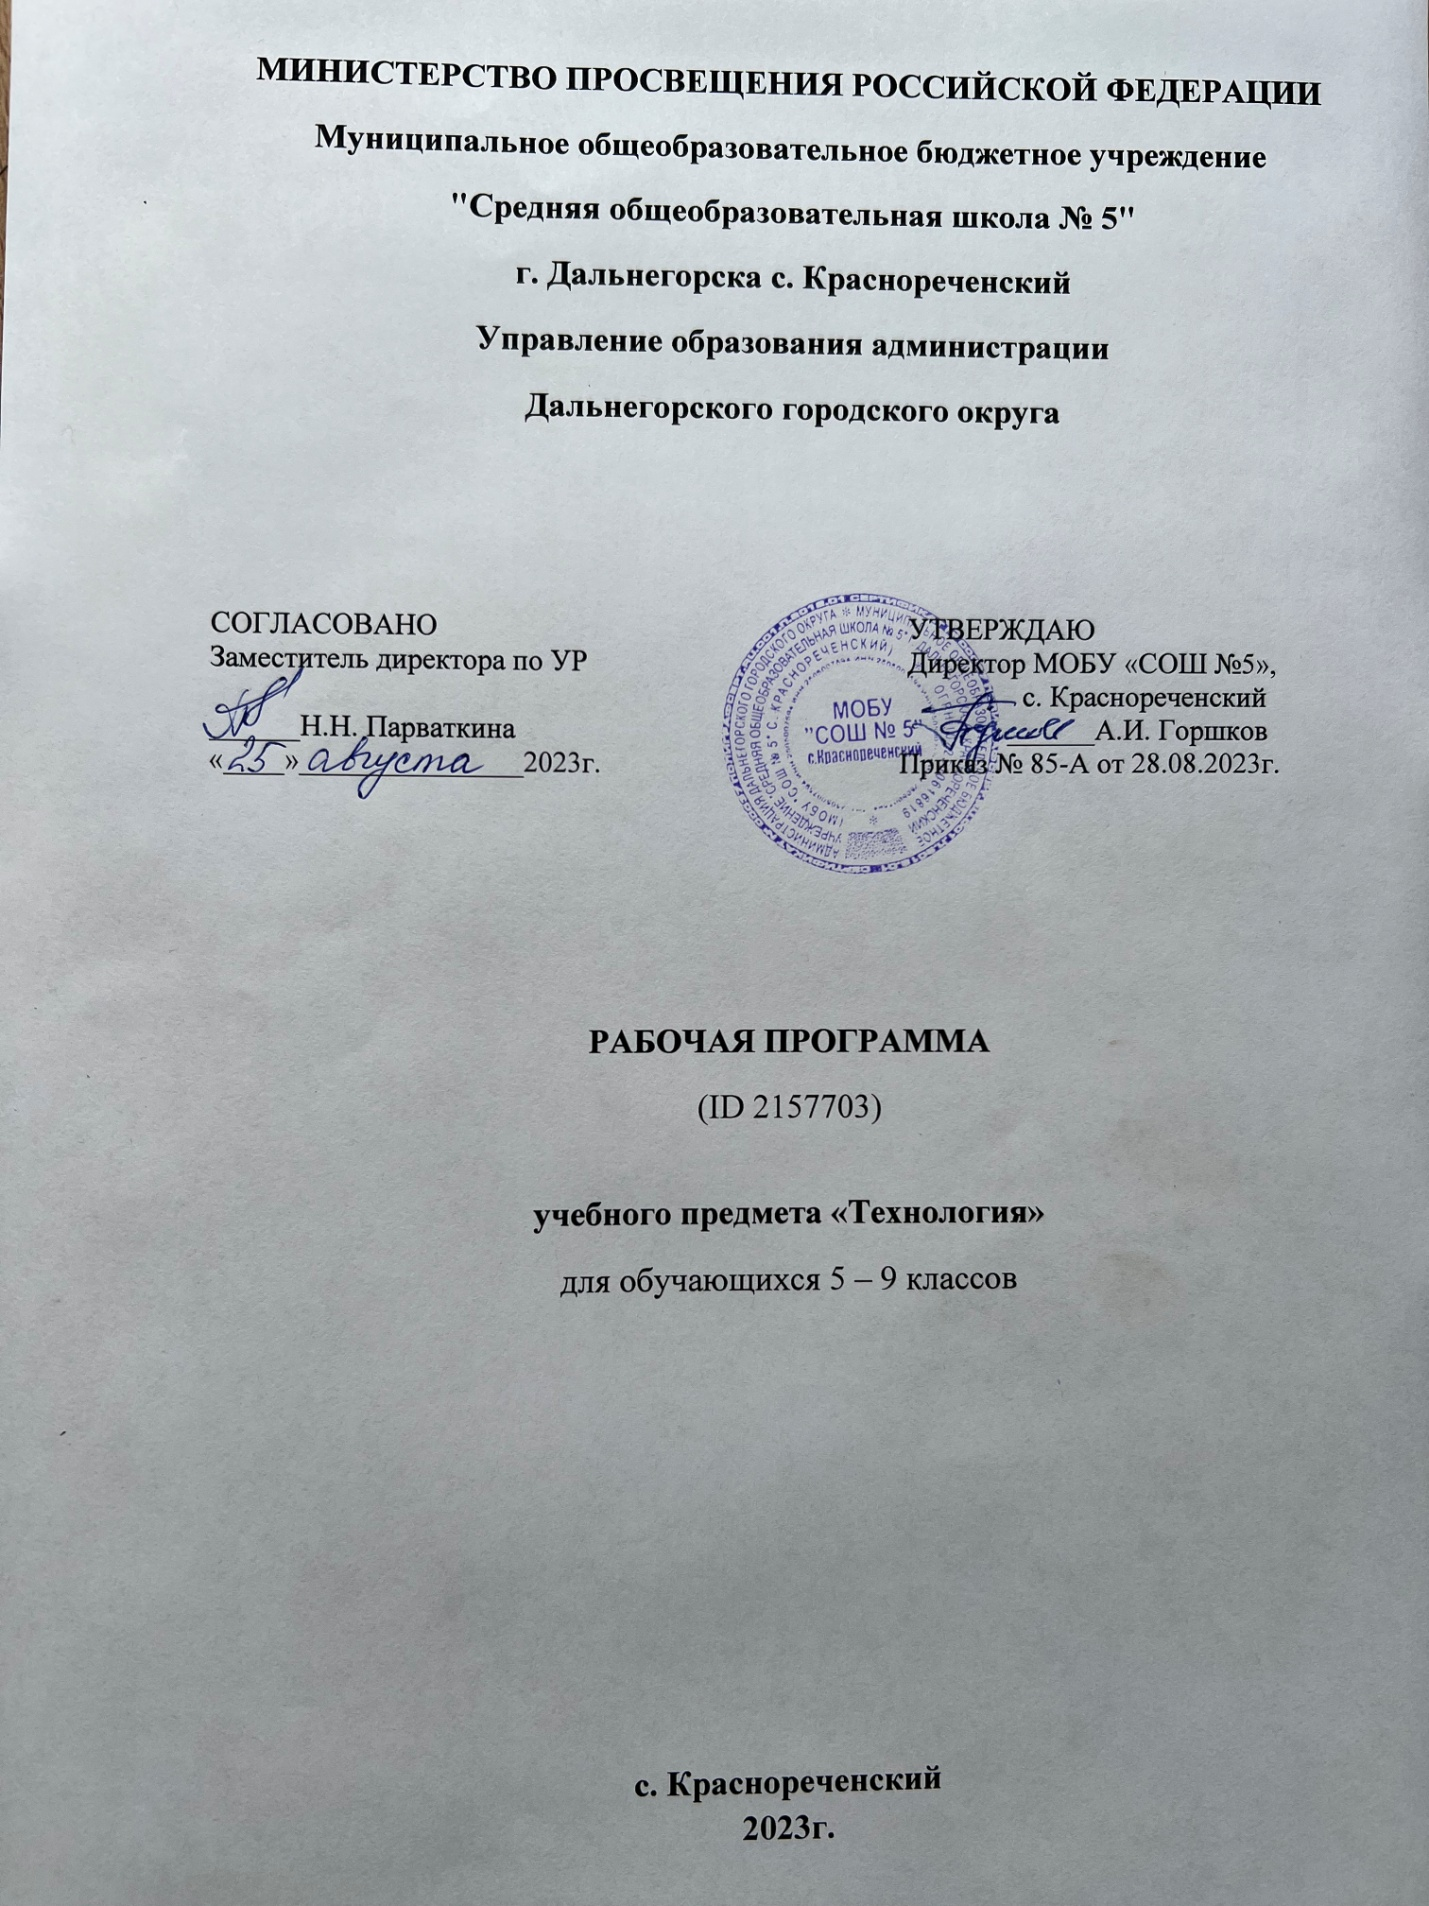 МИНИСТЕРСТВО ПРОСВЕЩЕНИЯ РОССИЙСКОЙ ФЕДЕРАЦИИ
Муниципальное общеобразовательное бюджетное учреждение
"Средняя общеобразовательная школа № 5"
г. Дальнегорска с. Краснореченский
Управление образования администрации
Дальнегорского городского округа
СОГЛАСОВАНО
Заместитель директора по УР
Н.Н. Парваткина
«25» августа 2023г.
МОБУ
"СОШ № 5"
с.Краснореченский
УТВЕРЖДАЮ
Директор МОБУ «СОШ №5»,
с. Краснореченский
А.И. Горшков
Приказ № 85-А от 28.08.2023г.
РАБОЧАЯ ПРОГРАММА
(ID 2157703)
учебного предмета «Технология»
для обучающихся 5 – 9 классов
с. Краснореченский
2023г.